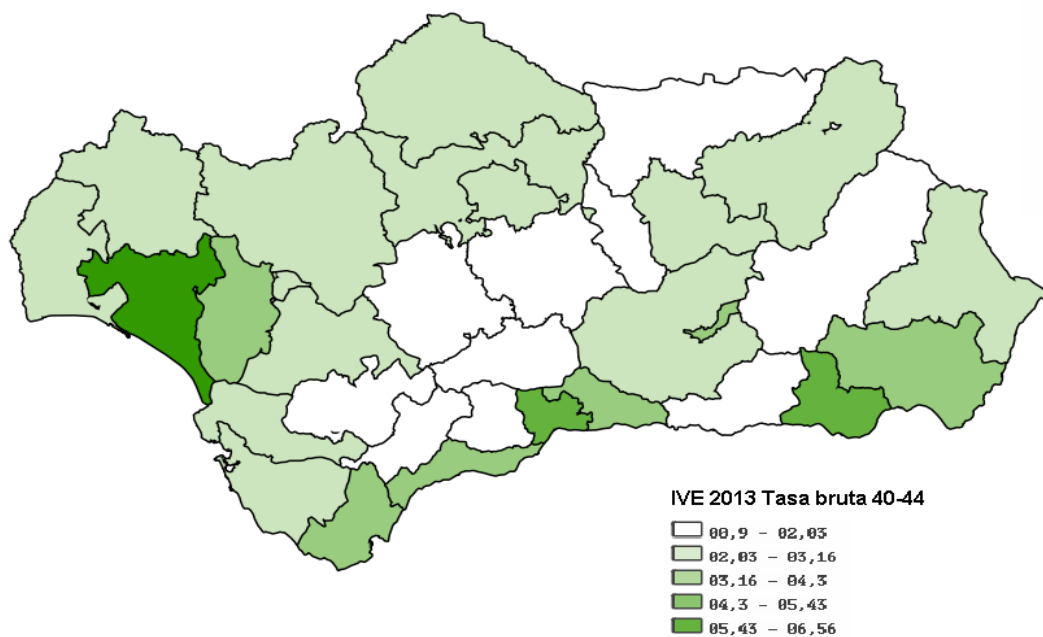 IVE 2013 Tasa bruta 40-44
00,9 - 02,03
02,03 - 03,16
03,16 - 04,3
04,3 - 05,43
05,43 - 06,56